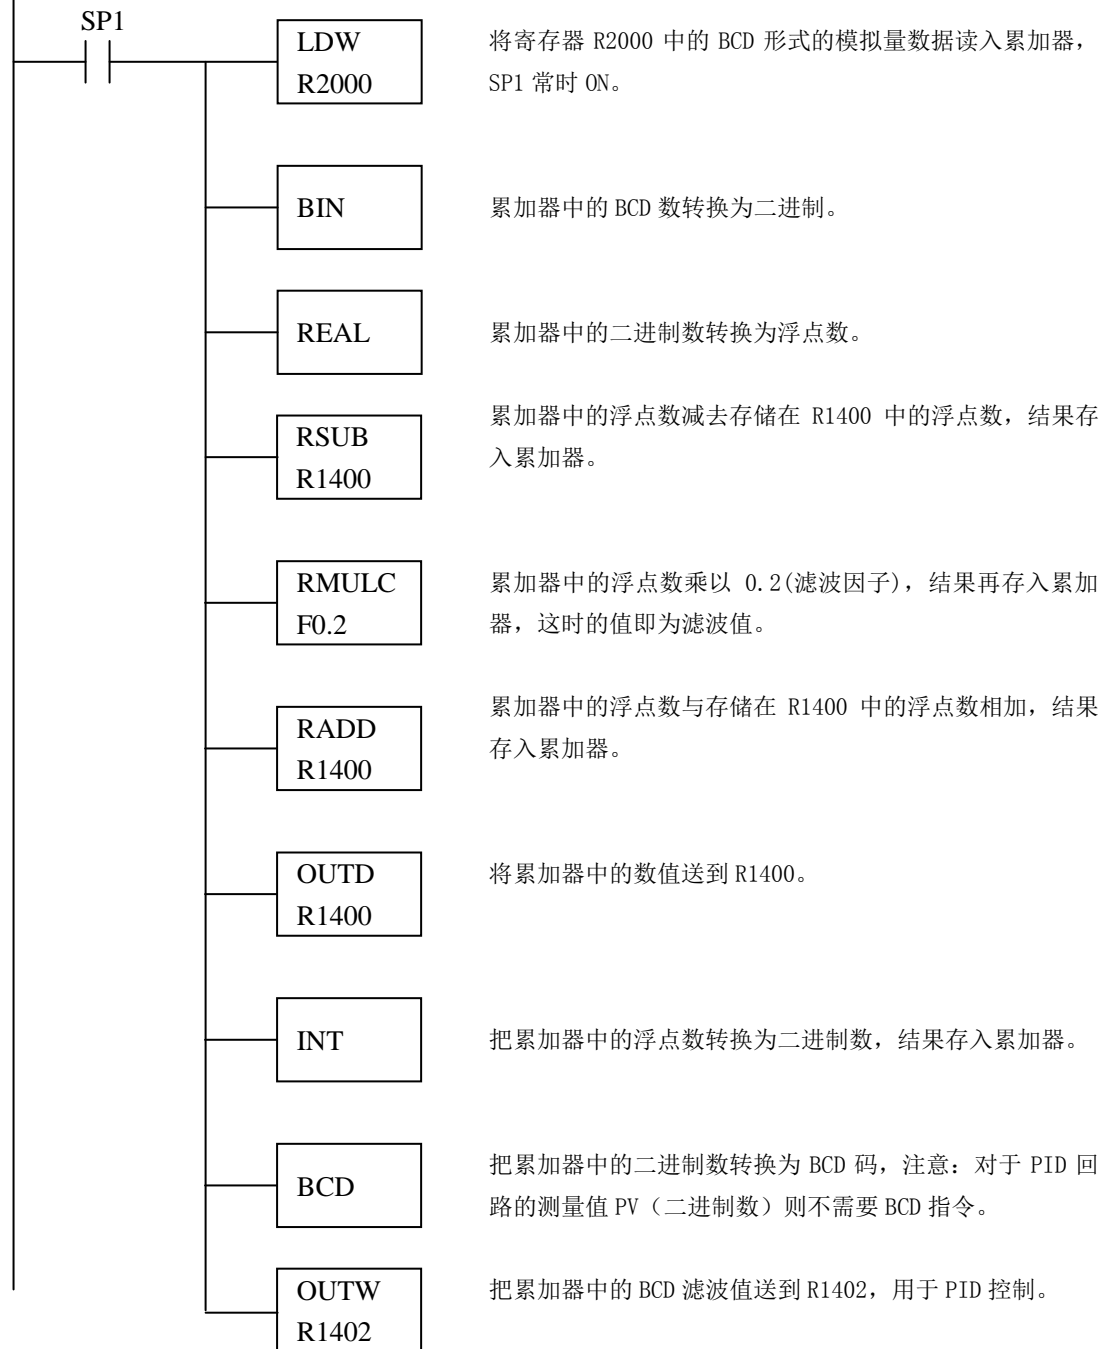 SP1
LDW
R2000
将寄存器 R2000 中的 BCD 形式的模拟量数据读入累加器，
SP1 常时 ON。
BIN
累加器中的 BCD 数转换为二进制。
REAL
累加器中的二进制数转换为浮点数。
RSUB
R1400
累加器中的浮点数减去存储在 R1400 中的浮点数，结果存
入累加器。
RMULC
F0.2
累加器中的浮点数乘以 0.2(滤波因子)，结果再存入累加
器，这时的值即为滤波值。
RADD
R1400
累加器中的浮点数与存储在 R1400 中的浮点数相加，结果
存入累加器。
OUTD
R1400
将累加器中的数值送到 R1400。
INT
把累加器中的浮点数转换为二进制数，结果存入累加器。
BCD
把累加器中的二进制数转换为 BCD 码，注意：对于 PID 回
路的测量值 PV（二进制数）则不需要 BCD 指令。
OUTW
R1402
把累加器中的 BCD 滤波值送到 R1402，用于 PID 控制。